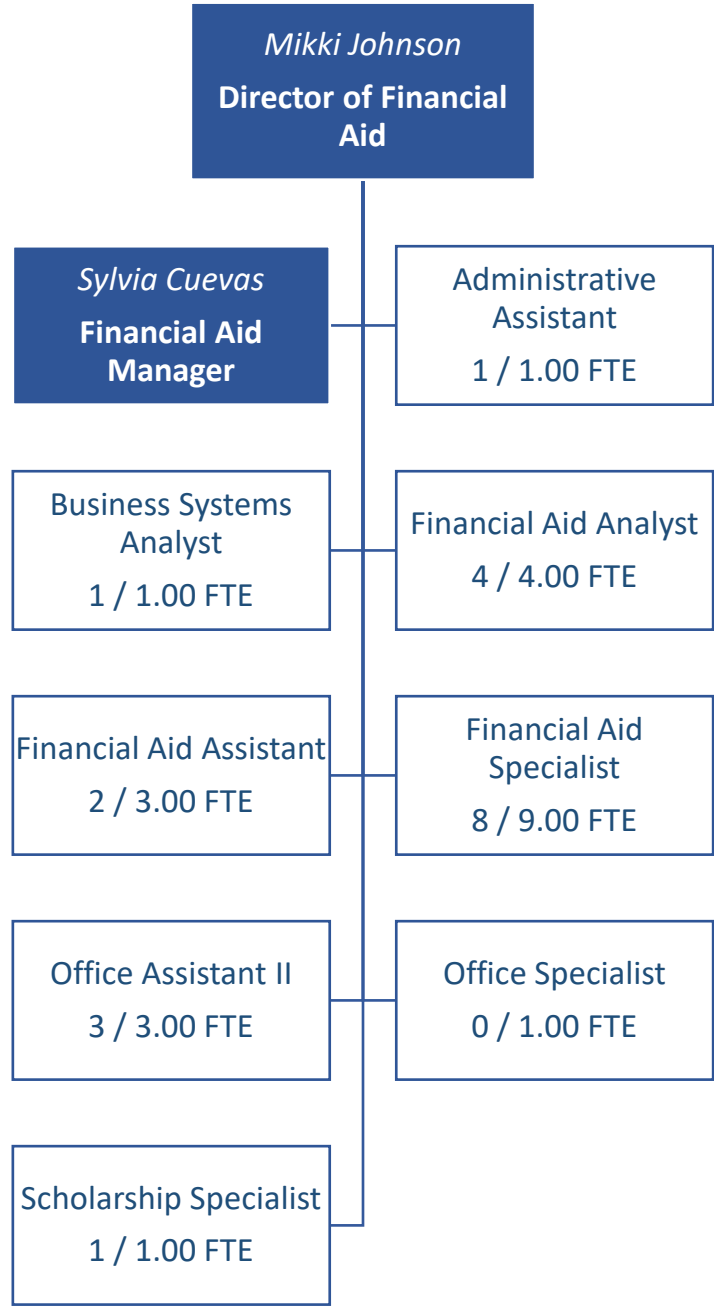 Mikki Johnson
Director of Financial
Aid
Sylvia Cuevas
Financial Aid
Manager
Administrative
Assistant
1 / 1.00 FTE
Business Systems
Analyst
1 / 1.00 FTE
Financial Aid Analyst
4 / 4.00 FTE
Financial Aid Assistant
2 / 3.00 FTE
Financial Aid
Specialist
8 / 9.00 FTE
Office Assistant II
3 / 3.00 FTE
Office Specialist
0 / 1.00 FTE
Scholarship Specialist
1 / 1.00 FTE